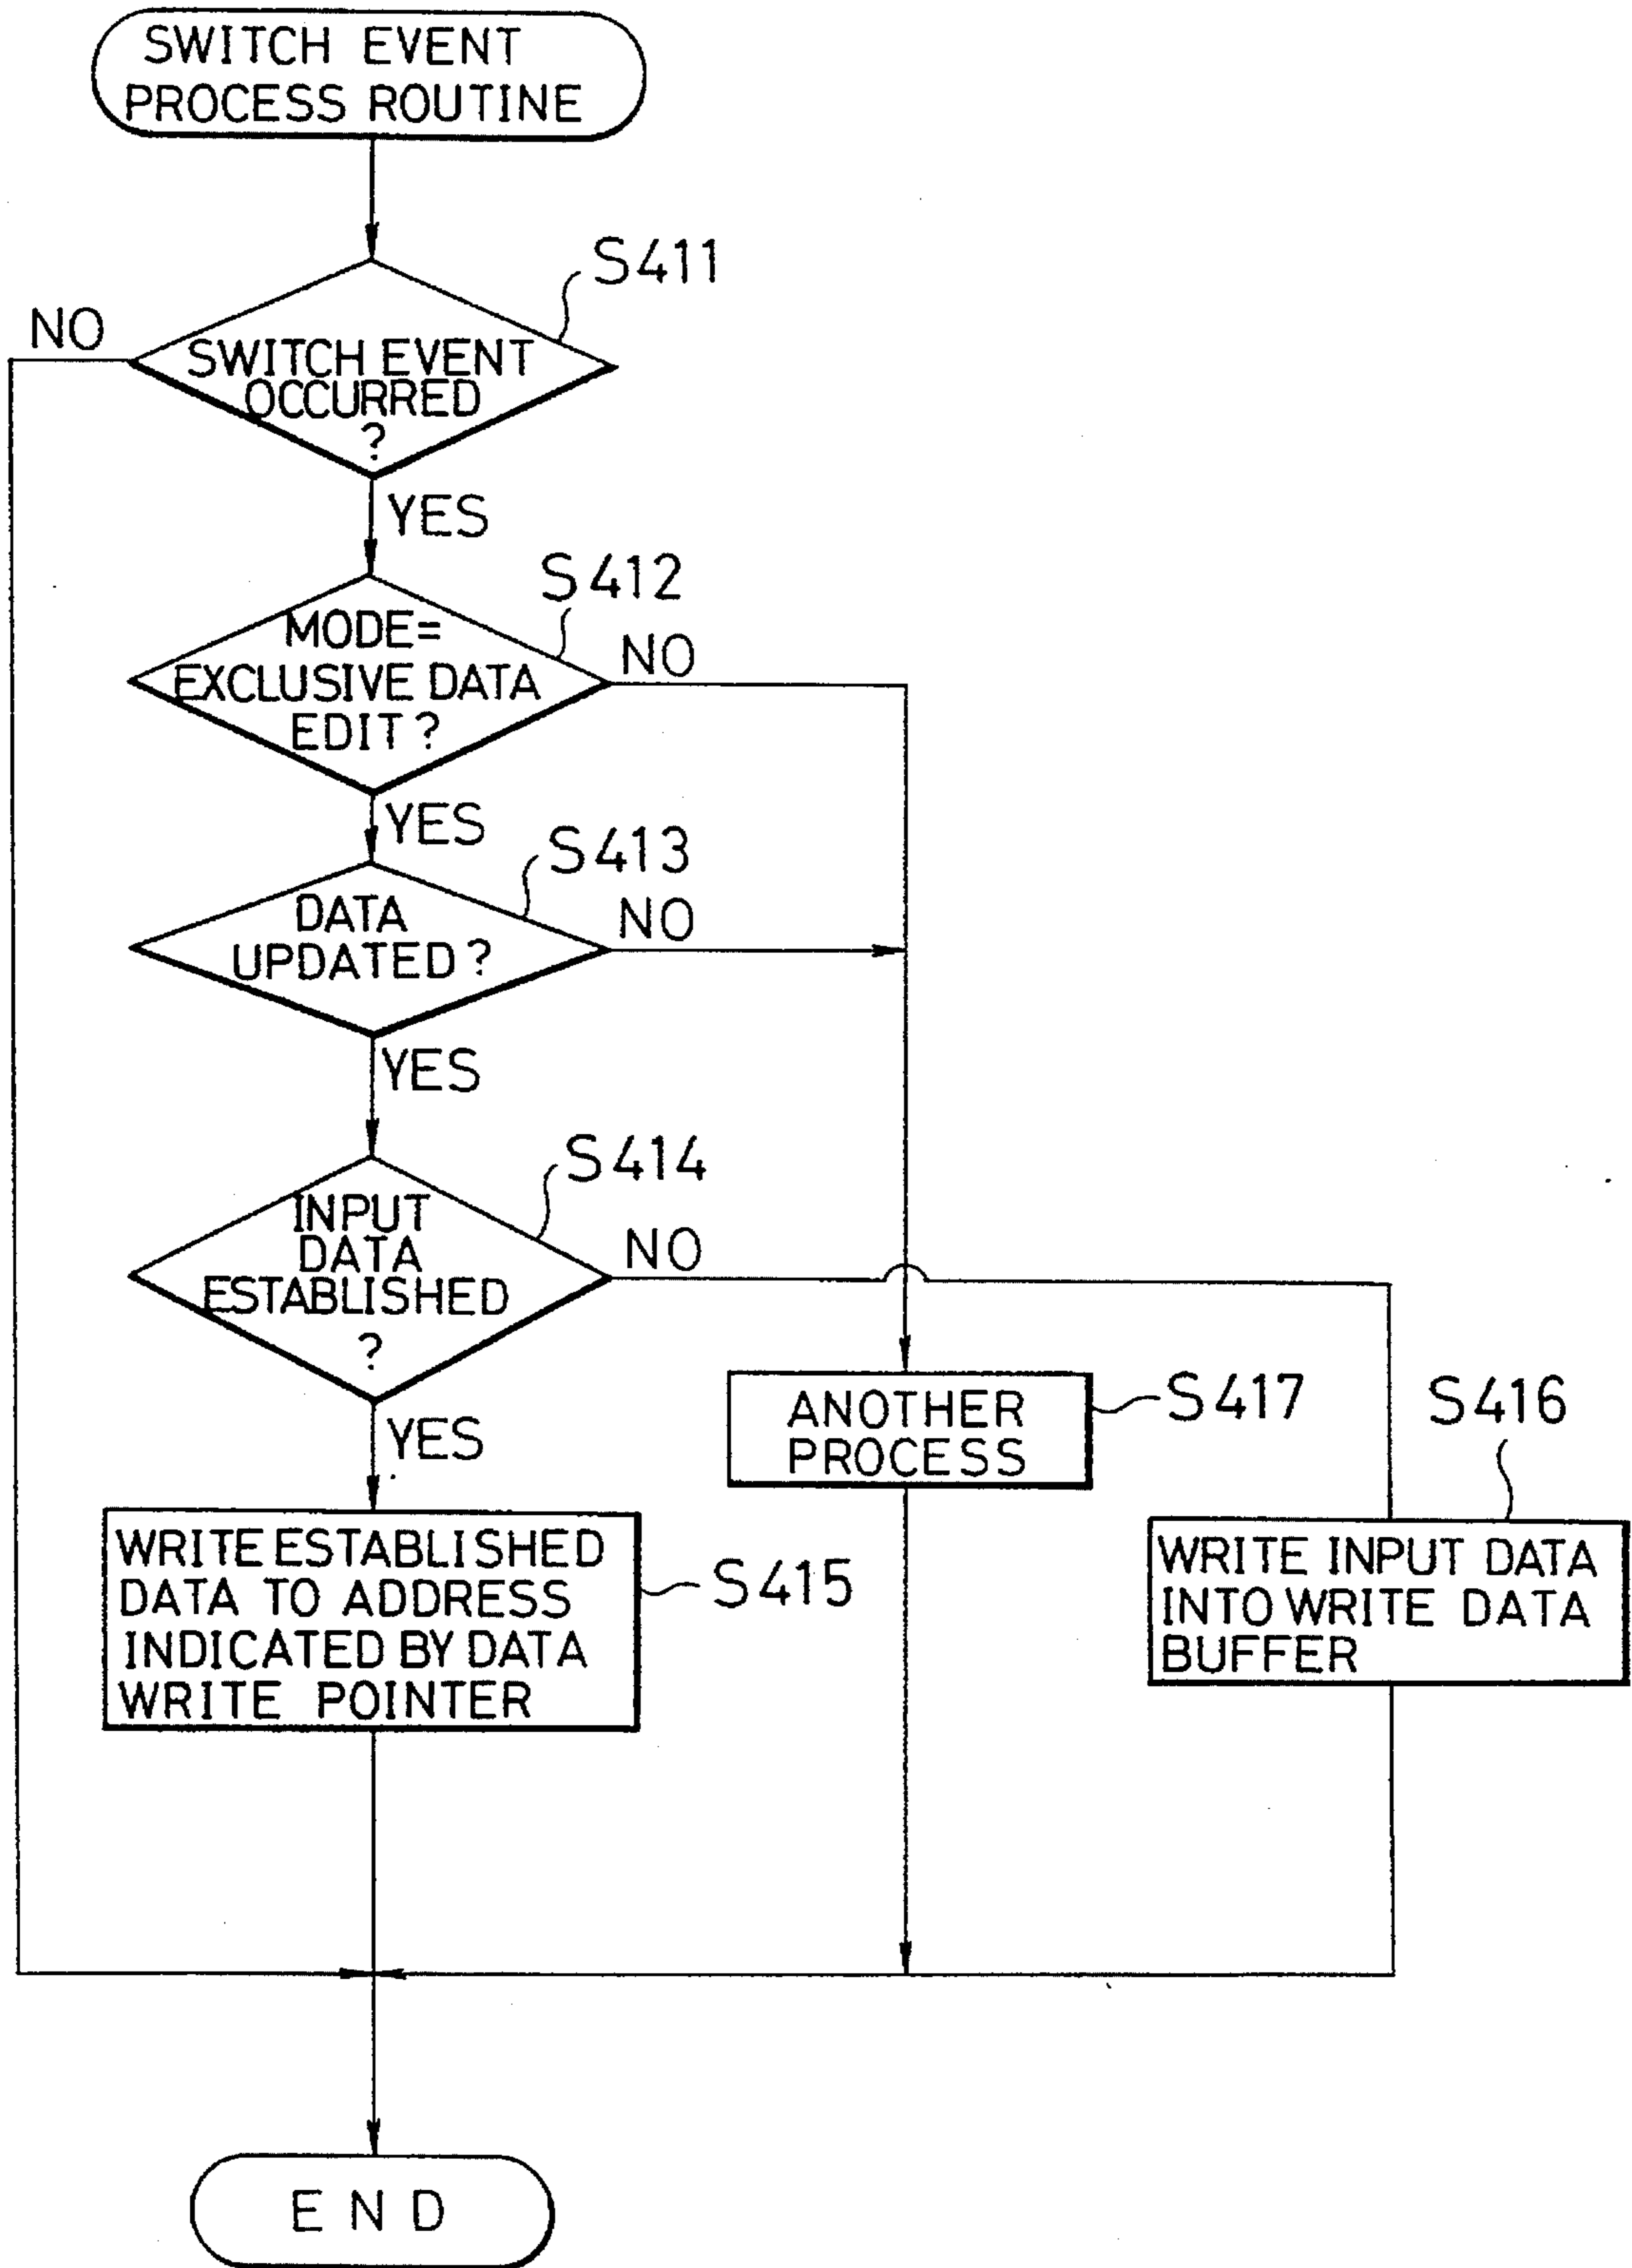 SWITCH EVENT
PROCESS ROUTINE
S411
NO
SWITCH EVENT
OCCURRED
?
YES
S412
MODE=
EXCLUSIVE DATA
EDIT?
NO
YES
S413
DATA
UPDATED?
NO
YES
S414
INPUT
DATA
ESTABLISHED
?
NO
YES
ANOTHER
PROCESS
S417
S416
WRITE ESTABLISHED
DATA TO ADDRESS
INDICATED BY DATA
WRITE POINTER
S415
WRITE INPUT DATA
INTO WRITE DATA
BUFFER
END